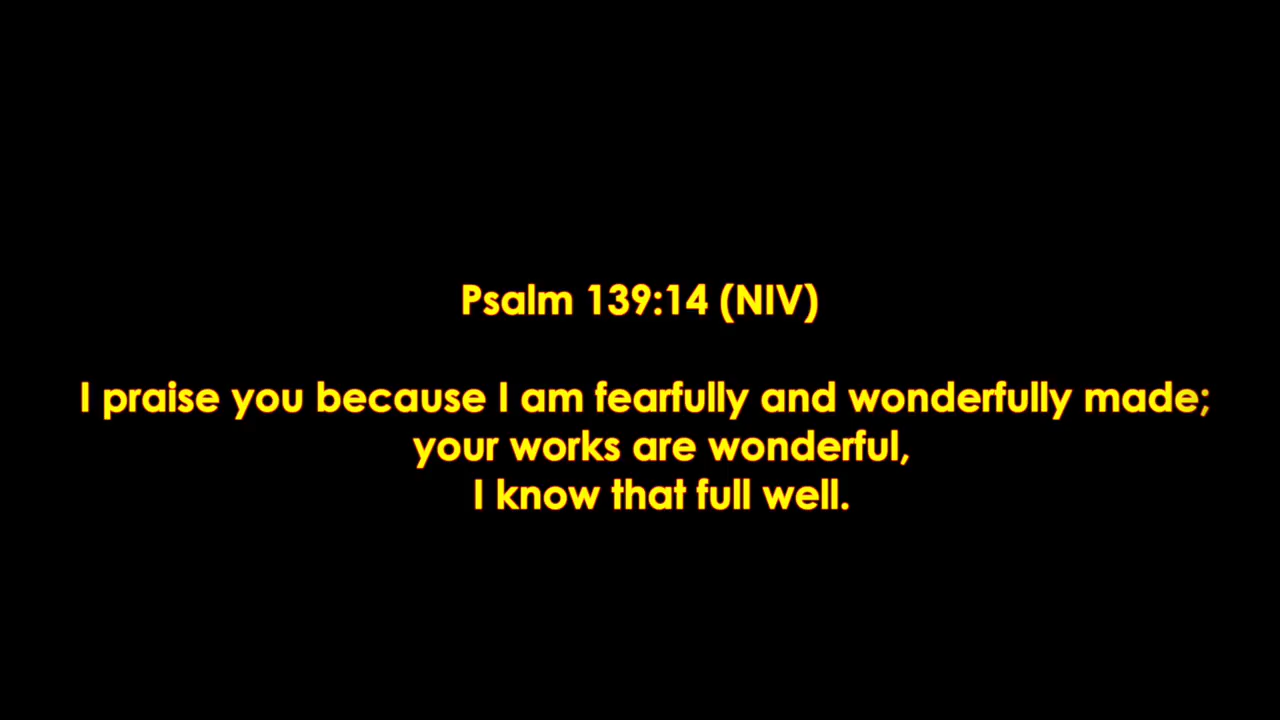 Psalm 139:14 (NIV)
I praise you because I am fearfully and wonderfully made;
your works are wonderful,
I know that full well.